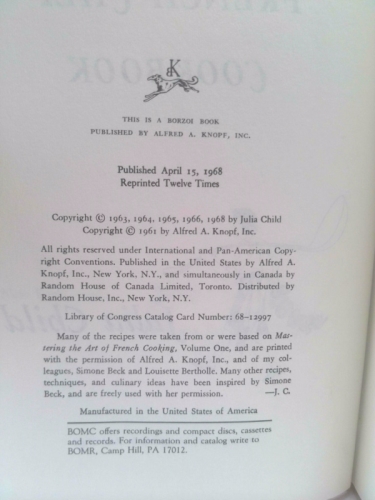 FRENCH CHEF
COOKBOOK
BK
THIS IS A BORZOI BOOK
PUBLISHED BY ALFRED A. KNOPF, INC.
Published April 15, 1968
Reprinted Twelve Times
Copyright © 1963, 1964, 1965, 1966, 1968 by Julia Child
Copyright © 1961 by Alfred A. Knopf, Inc.
All rights reserved under International and Pan-American Copy-
right Conventions. Published in the United States by Alfred A.
Knopf, Inc., New York, N.Y., and simultaneously in Canada by
Random House of Canada Limited, Toronto. Distributed by
Random House, Inc., New York, N.Y.
Library of Congress Catalog Card Number: 68-12997
Many of the recipes were taken from or were based on Mas-
tering the Art of French Cooking, Volume One, and are printed
with the permission of Alfred A. Knopf, Inc., and of my col-
leagues, Simone Beck and Louisette Bertholle. Many other recipes,
techniques, and culinary ideas have been inspired by Simone
Beck, and are freely used with her permission. —J. C.
Manufactured in the United States of America
BOMC offers recordings and compact discs, cassettes
and records. For information and catalog write to
BOMR, Camp Hill, PA 17012.